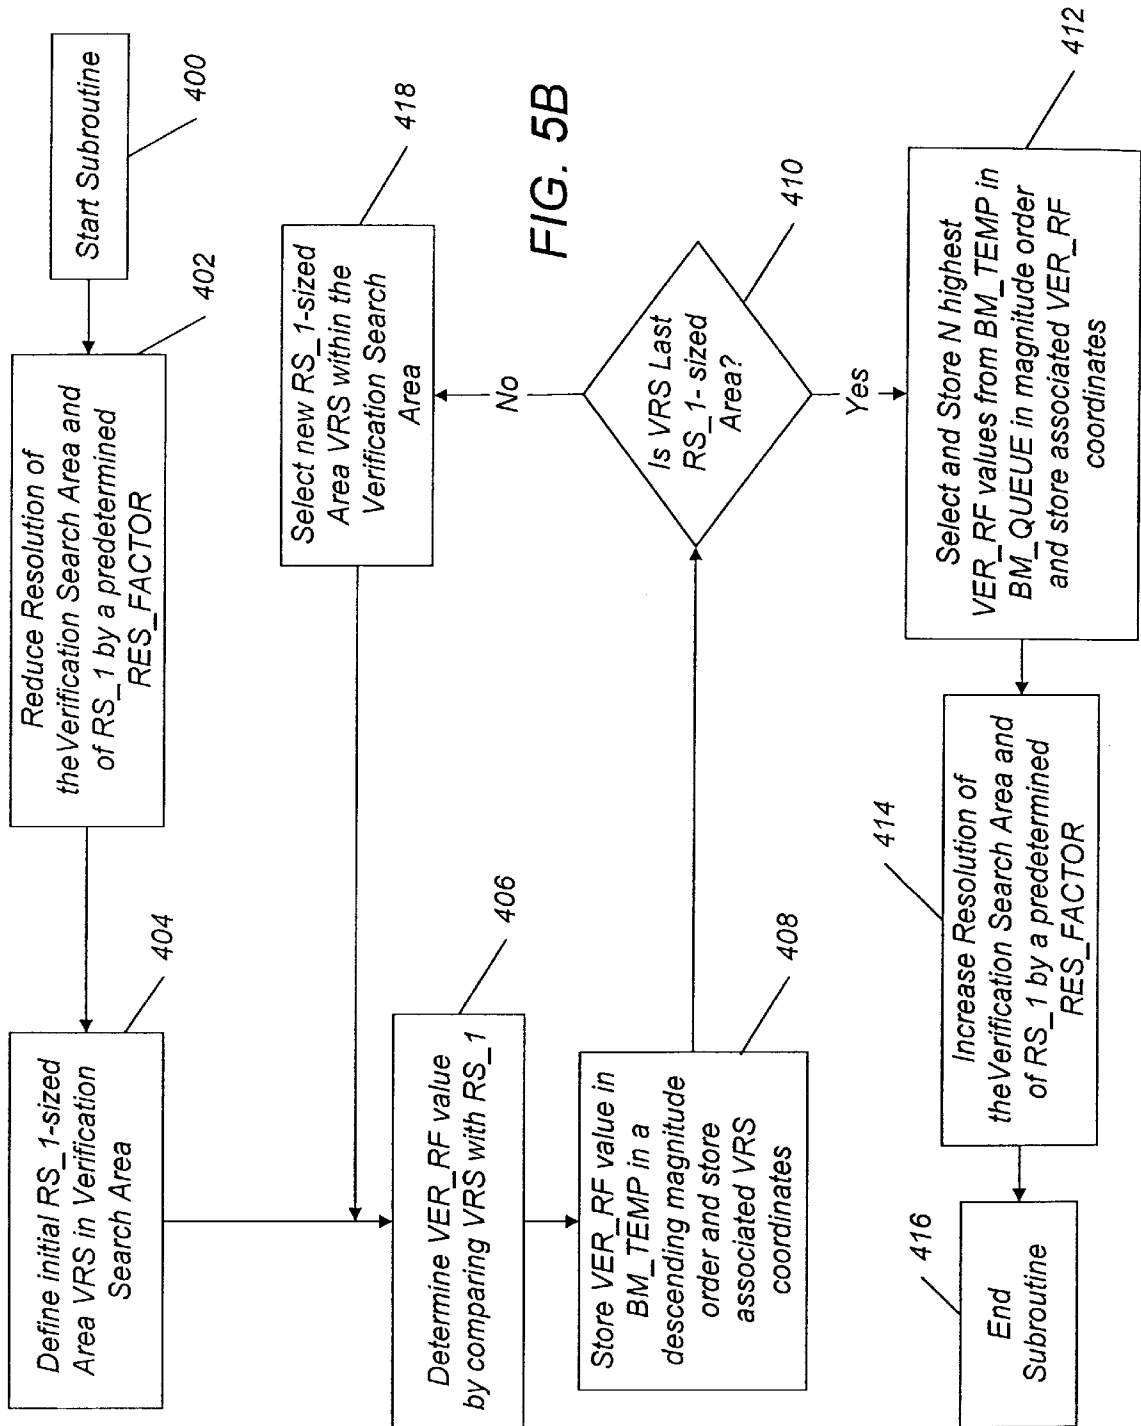 Start Subroutine
400
Reduce Resolution of
theVerification Search Area and
of RS_1 by a predetermined
RES_FACTOR
402
Define initial RS_1-sized
Area VRS in Verification
Search Area
404
Select new RS_1-sized
Area VRS within the
Verification Search
Area
418
Determine VER_RF value
by comparing VRS with RS_1
406
Store VER_RF value in
BM_TEMP in a
descending magnitude
order and store
associated VRS
coordinates
408
FIG. 5B
Is VRS Last
RS_1- sized
Area?
410
No
Yes
Select and Store N highest
VER_RF values from BM_TEMP in
BM_QUEUE in magnitude order
and store associated VER_RF
coordinates
412
Increase Resolution of
theVerification Search Area and
of RS_1 by a predetermined
RES_FACTOR
414
End
Subroutine
416